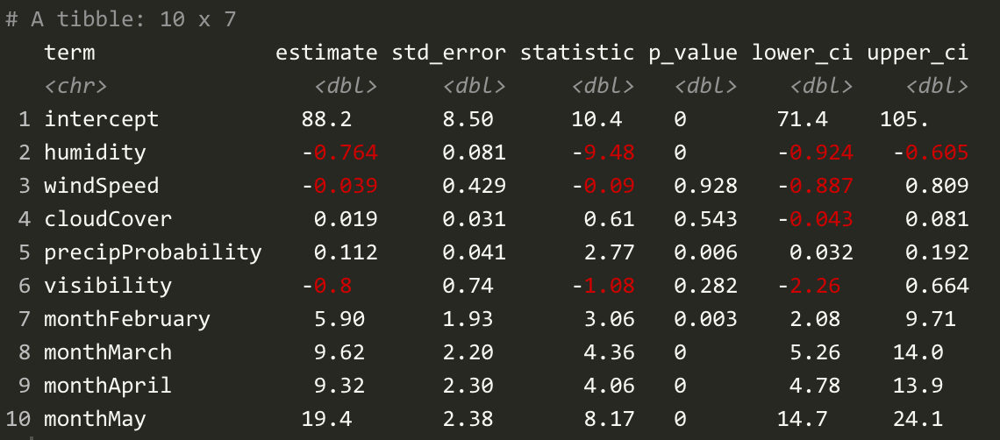 # A tibble: 10 x 7
term estimate std_error statistic p_value lower_ci upper_ci
<chr> <dbl> <dbl> <dbl> <dbl> <dbl> <dbl>
1 intercept 88.2 8.50 10.4 0 71.4 105.
2 humidity -0.764 0.081 -9.48 0 -0.924 -0.605
3 windSpeed -0.039 0.429 -0.09 0.928 -0.887 0.809
4 cloudCover 0.019 0.031 0.61 0.543 -0.043 0.081
5 precipProbability 0.112 0.041 2.77 0.006 0.032 0.192
6 visibility -0.8 0.74 -1.08 0.282 -2.26 0.664
7 monthFebruary 5.90 1.93 3.06 0.003 2.08 9.71
8 monthMarch 9.62 2.20 4.36 0 5.26 14.0
9 monthApril 9.32 2.30 4.06 0 4.78 13.9
10 monthMay 19.4 2.38 8.17 0 14.7 24.1